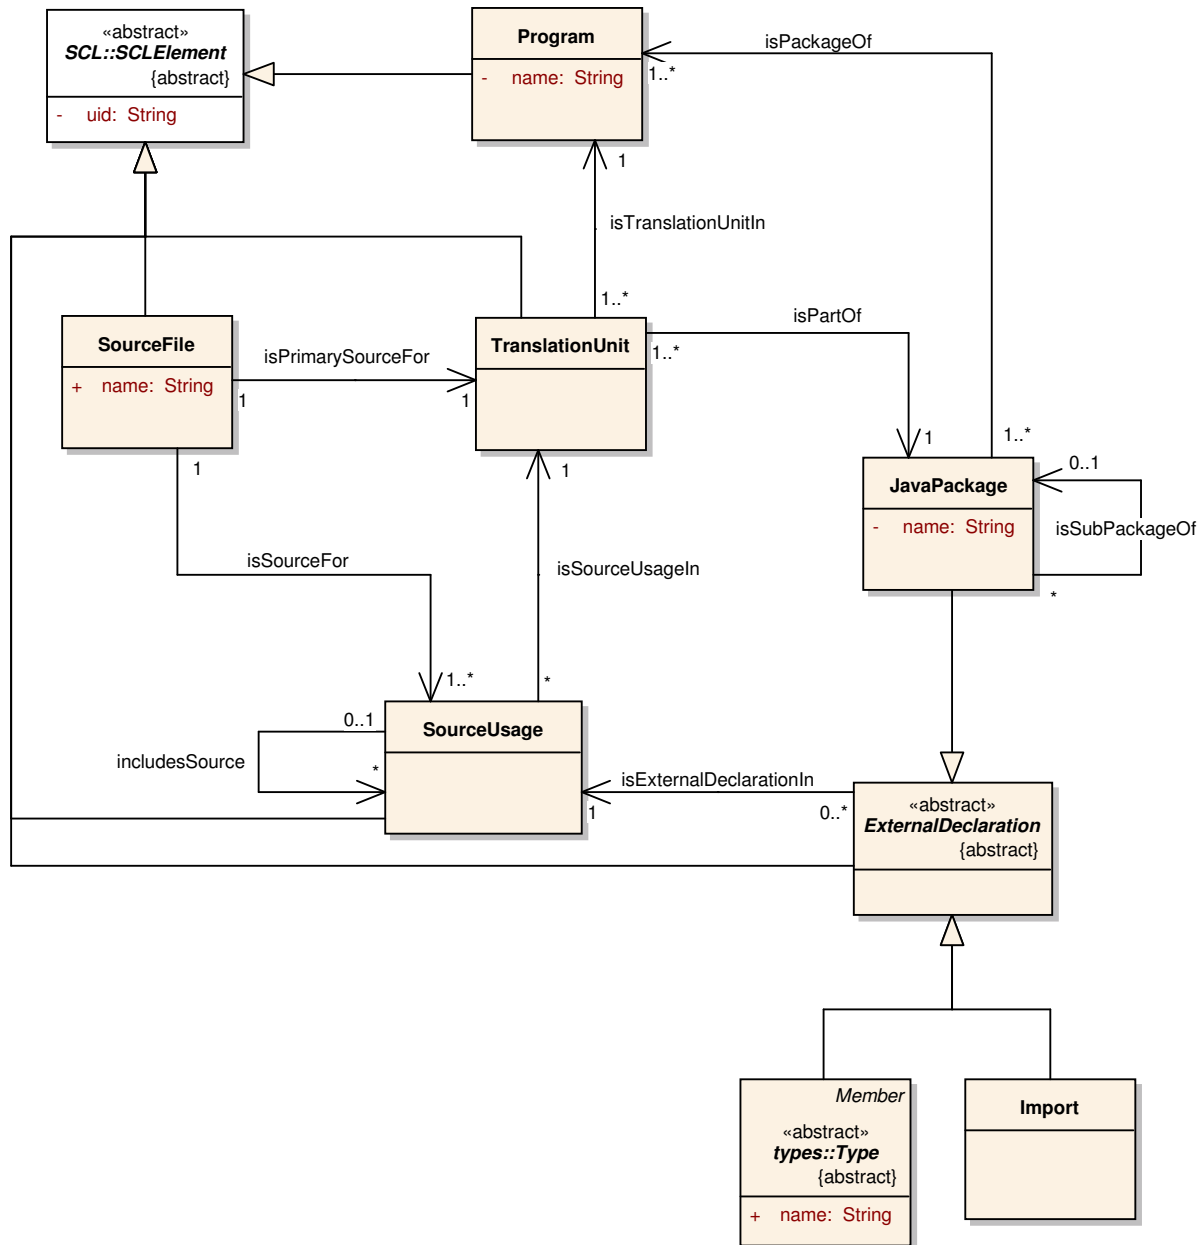 «abstract»
SCL::SCLElement
{abstract}
- uid: String
Program
- name: String
isPackageOf
1..*
1
isTranslationUnitIn
1..*
SourceFile
+ name: String
isPrimarySourceFor
1
1
TranslationUnit
isPartOf
1..*
1
1..*
1
1
JavaPackage
- name: String
0..1
isSubPackageOf
*
isSourceFor
isSourceUsageIn
1..*
*
0..1
SourceUsage
includesSource
*
isExternalDeclarationIn
1
0..*
«abstract»
ExternalDeclaration
{abstract}
Member
«abstract»
types::Type
{abstract}
+ name: String
Import